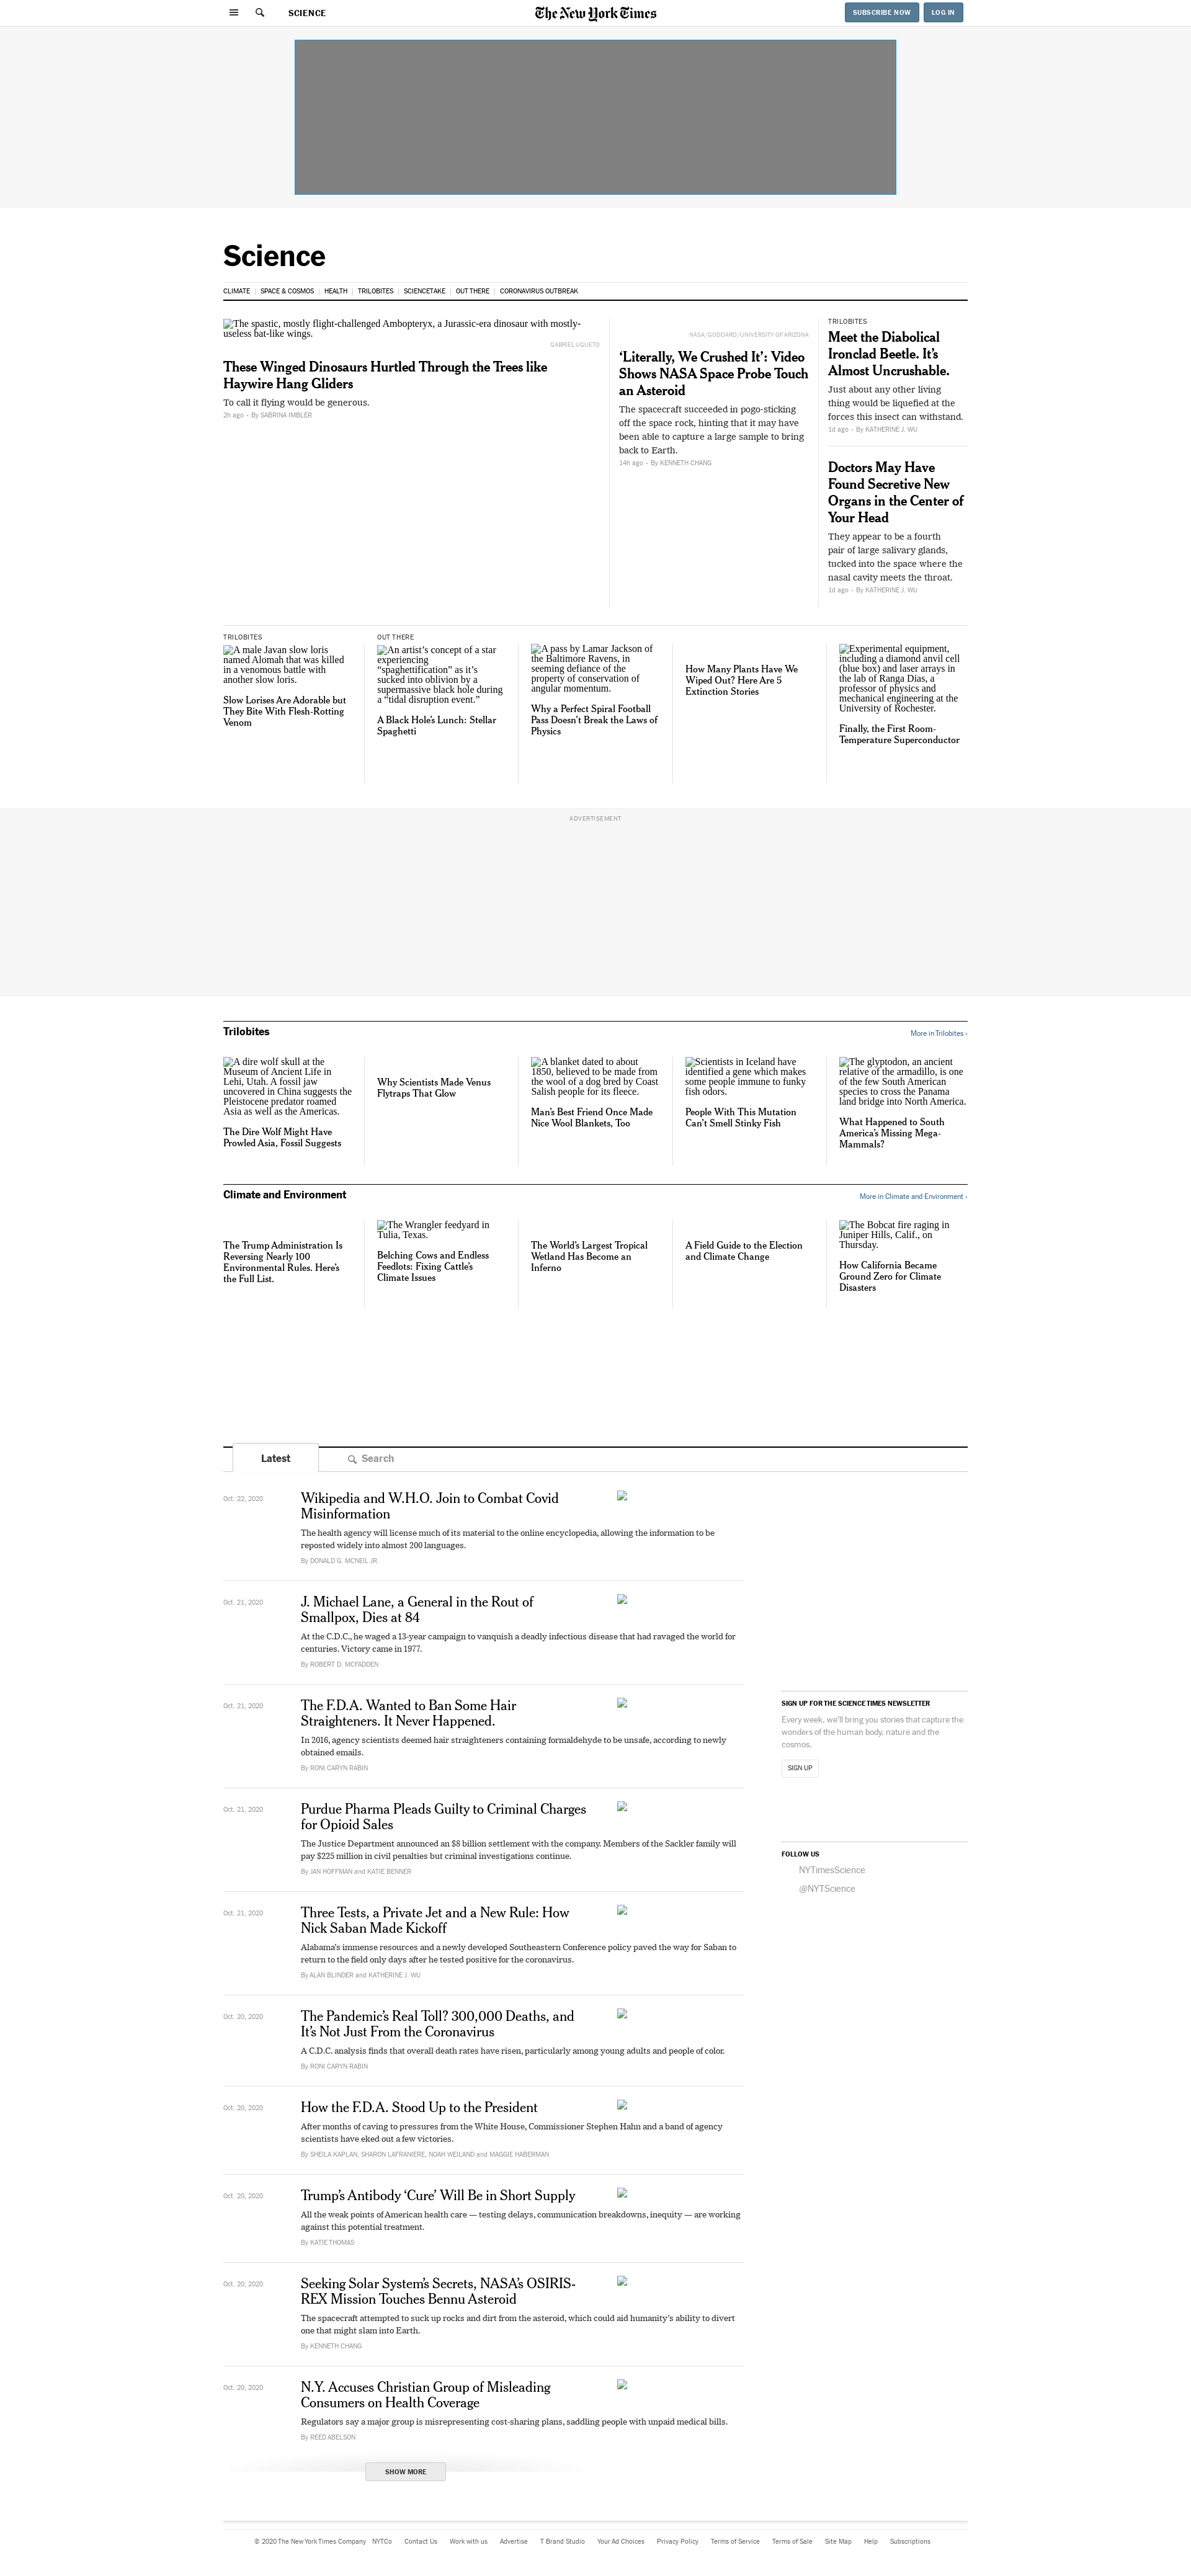 SCIENCE
The New York Times
SUBSCRIBE NOW
LOG IN
Science
CLIMATE
SPACE & COSMOS
HEALTH
TRILOBITES
SCIENCETAKE
OUT THERE
CORONAVIRUS OUTBREAK
The spastic, mostly flight-challenged Ambopteryx, a Jurassic-era dinosaur with mostly-
useless bat-like wings.
GABRIEL UGUETO
These Winged Dinosaurs Hurtled Through the Trees like
Haywire Hang Gliders
To call it flying would be generous.
2h ago - By SABRINA IMBLER
NASA/GODDARD/UNIVERSITY OF ARIZONA
‘Literally, We Crushed It’: Video
Shows NASA Space Probe Touch
an Asteroid
The spacecraft succeeded in pogo-sticking
off the space rock, hinting that it may have
been able to capture a large sample to bring
back to Earth.
14h ago - By KENNETH CHANG
TRILOBITES
Meet the Diabolical
Ironclad Beetle. It’s
Almost Uncrushable.
Just about any other living
thing would be liquefied at the
forces this insect can withstand.
1d ago - By KATHERINE J. WU
Doctors May Have
Found Secretive New
Organs in the Center of
Your Head
They appear to be a fourth
pair of large salivary glands,
tucked into the space where the
nasal cavity meets the throat.
1d ago - By KATHERINE J. WU
TRILOBITES
A male Javan slow loris
named Alomah that was killed
in a venomous battle with
another slow loris.
Slow Lorises Are Adorable but
They Bite With Flesh-Rotting
Venom
OUT THERE
An artist’s concept of a star
experiencing
“spaghettification” as it’s
sucked into oblivion by a
supermassive black hole during
a “tidal disruption event.”
A Black Hole’s Lunch: Stellar
Spaghetti
A pass by Lamar Jackson of
the Baltimore Ravens, in
seeming defiance of the
property of conservation of
angular momentum.
Why a Perfect Spiral Football
Pass Doesn’t Break the Laws of
Physics
How Many Plants Have We
Wiped Out? Here Are 5
Extinction Stories
Experimental equipment,
including a diamond anvil cell
(blue box) and laser arrays in
the lab of Ranga Dias, a
professor of physics and
mechanical engineering at the
University of Rochester.
Finally, the First Room-
Temperature Superconductor
ADVERTISEMENT
Trilobites
More in Trilobites ›
A dire wolf skull at the
Museum of Ancient Life in
Lehi, Utah. A fossil jaw
uncovered in China suggests the
Pleistocene predator roamed
Asia as well as the Americas.
The Dire Wolf Might Have
Prowled Asia, Fossil Suggests
Why Scientists Made Venus
Flytraps That Glow
A blanket dated to about
1850, believed to be made from
the wool of a dog bred by Coast
Salish people for its fleece.
Man’s Best Friend Once Made
Nice Wool Blankets, Too
Scientists in Iceland have
identified a gene which makes
some people immune to funky
fish odors.
People With This Mutation
Can’t Smell Stinky Fish
The glyptodon, an ancient
relative of the armadillo, is one
of the few South American
species to cross the Panama
land bridge into North America.
What Happened to South
America’s Missing Mega-
Mammals?
Climate and Environment
More in Climate and Environment ›
The Trump Administration Is
Reversing Nearly 100
Environmental Rules. Here’s
the Full List.
The Wrangler feedyard in
Tulia, Texas.
Belching Cows and Endless
Feedlots: Fixing Cattle’s
Climate Issues
The World’s Largest Tropical
Wetland Has Become an
Inferno
A Field Guide to the Election
and Climate Change
The Bobcat fire raging in
Juniper Hills, Calif., on
Thursday.
How California Became
Ground Zero for Climate
Disasters
Latest
Search
Oct. 22, 2020
Wikipedia and W.H.O. Join to Combat Covid
Misinformation
The health agency will license much of its material to the online encyclopedia, allowing the information to be
reposted widely into almost 200 languages.
By DONALD G. MCNEIL JR.
Oct. 21, 2020
J. Michael Lane, a General in the Rout of
Smallpox, Dies at 84
At the C.D.C., he waged a 13-year campaign to vanquish a deadly infectious disease that had ravaged the world for
centuries. Victory came in 1977.
By ROBERT D. MCFADDEN
Oct. 21, 2020
The F.D.A. Wanted to Ban Some Hair
Straighteners. It Never Happened.
In 2016, agency scientists deemed hair straighteners containing formaldehyde to be unsafe, according to newly
obtained emails.
By RONI CARYN RABIN
Oct. 21, 2020
Purdue Pharma Pleads Guilty to Criminal Charges
for Opioid Sales
The Justice Department announced an $8 billion settlement with the company. Members of the Sackler family will
pay $225 million in civil penalties but criminal investigations continue.
By JAN HOFFMAN and KATIE BENNER
Oct. 21, 2020
Three Tests, a Private Jet and a New Rule: How
Nick Saban Made Kickoff
Alabama’s immense resources and a newly developed Southeastern Conference policy paved the way for Saban to
return to the field only days after he tested positive for the coronavirus.
By ALAN BLINDER and KATHERINE J. WU
Oct. 20, 2020
The Pandemic’s Real Toll? 300,000 Deaths, and
It’s Not Just From the Coronavirus
A C.D.C. analysis finds that overall death rates have risen, particularly among young adults and people of color.
By RONI CARYN RABIN
Oct. 20, 2020
How the F.D.A. Stood Up to the President
After months of caving to pressures from the White House, Commissioner Stephen Hahn and a band of agency
scientists have eked out a few victories.
By SHEILA KAPLAN, SHARON LAFRANIERE, NOAH WEILAND and MAGGIE HABERMAN
Oct. 20, 2020
Trump’s Antibody ‘Cure’ Will Be in Short Supply
All the weak points of American health care — testing delays, communication breakdowns, inequity — are working
against this potential treatment.
By KATIE THOMAS
Oct. 20, 2020
Seeking Solar System’s Secrets, NASA’s OSIRIS-
REX Mission Touches Bennu Asteroid
The spacecraft attempted to suck up rocks and dirt from the asteroid, which could aid humanity’s ability to divert
one that might slam into Earth.
By KENNETH CHANG
Oct. 20, 2020
N.Y. Accuses Christian Group of Misleading
Consumers on Health Coverage
Regulators say a major group is misrepresenting cost-sharing plans, saddling people with unpaid medical bills.
By REED ABELSON
SHOW MORE
SIGN UP FOR THE SCIENCE TIMES NEWSLETTER
Every week, we’ll bring you stories that capture the
wonders of the human body, nature and the
cosmos.
SIGN UP
FOLLOW US
NYTimesScience
@NYTScience
© 2020 The New York Times Company NYTCo Contact Us Work with us Advertise T Brand Studio Your Ad Choices Privacy Policy Terms of Service Terms of Sale Site Map Help Subscriptions